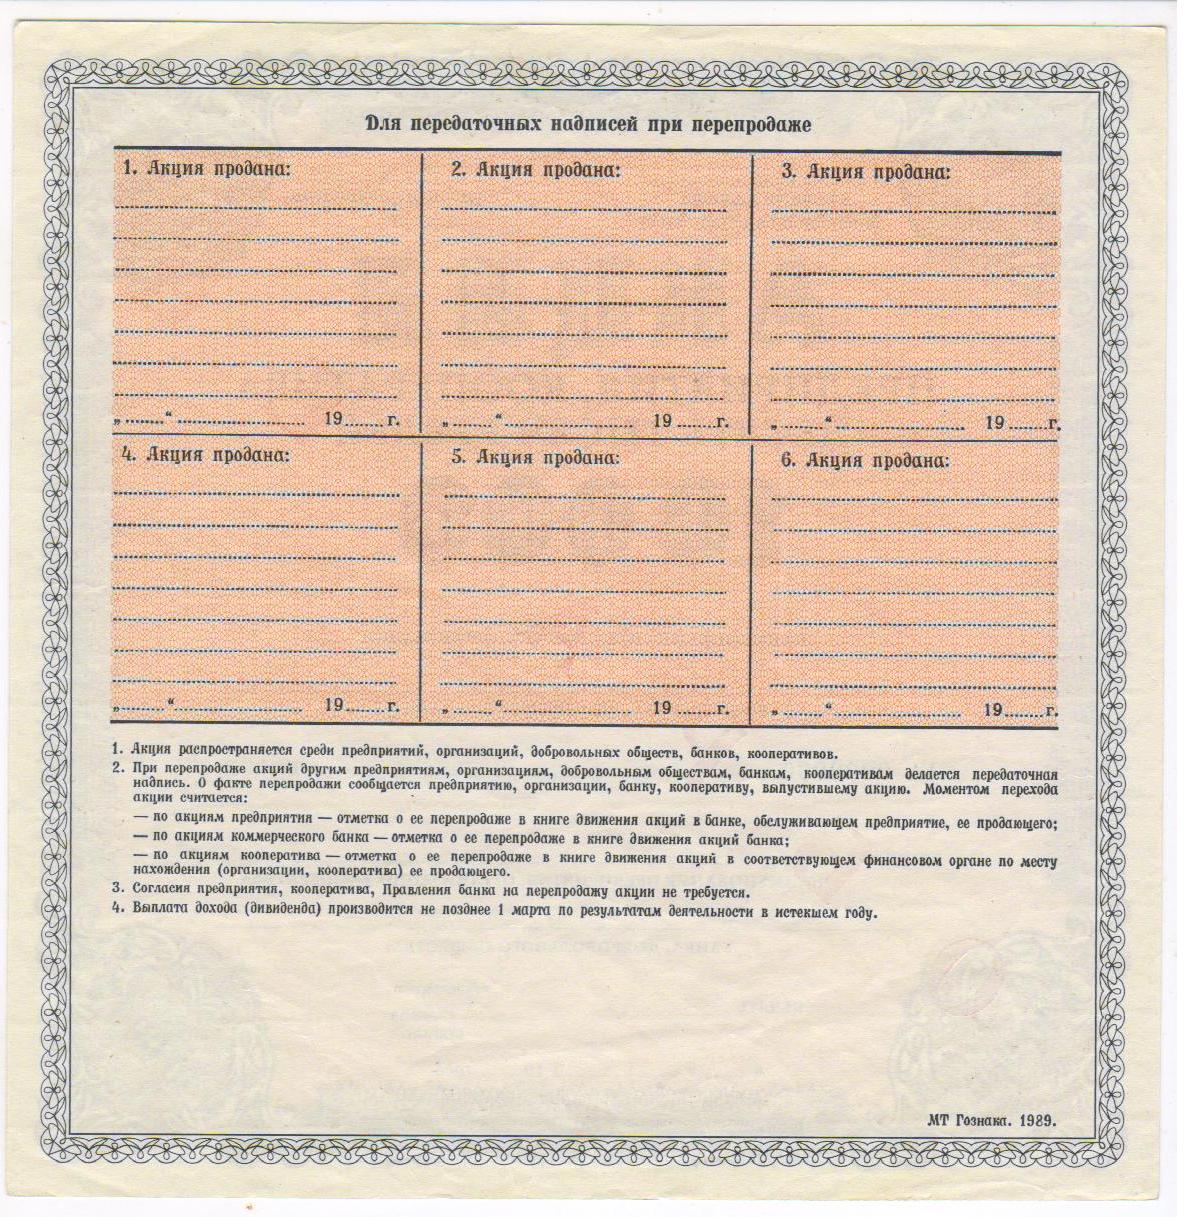 Для передаточных надписей при перепродаже
1. Акция продана:
2. Акция продана:
3. Акция продана:
„.......“ ........................ 19.......г.
„.......“ ........................ 19.......г.
„.......“ ........................ 19.......г.
4. Акция продана:
5. Акция продана:
6. Акция продана:
„.......“ ........................ 19.......г.
„.......“ ........................ 19.......г.
„.......“ ........................ 19.......г.
1. Акция распространяется среди предприятий, организаций, добровольных обществ, банков, кооперативов.
2. При перепродаже акций другим предприятиям, организациям, добровольным обществам, банкам, кооперативам делается передаточная
надпись. О факте перепродажи сообщается предприятию, организации, банку, кооперативу, выпустившему акцию. Моментом перехода
акции считается:
— по акциям предприятия — отметка о ее перепродаже в книге движения акций в банке, обслуживающем предприятие, ее продающего;
— по акциям коммерческого банка — отметка о ее перепродаже в книге движения акций банка;
— по акциям кооператива — отметка о ее перепродаже в книге движения акций в соответствующем финансовом органе по месту
нахождения (организации, кооператива) ее продающего.
3. Согласия предприятия, кооператива, Правления банка на перепродажу акции не требуется.
4. Выплата дохода (дивиденда) производится не позднее 1 марта по результатам деятельности в истекшем году.
МТ Гознака. 1989.